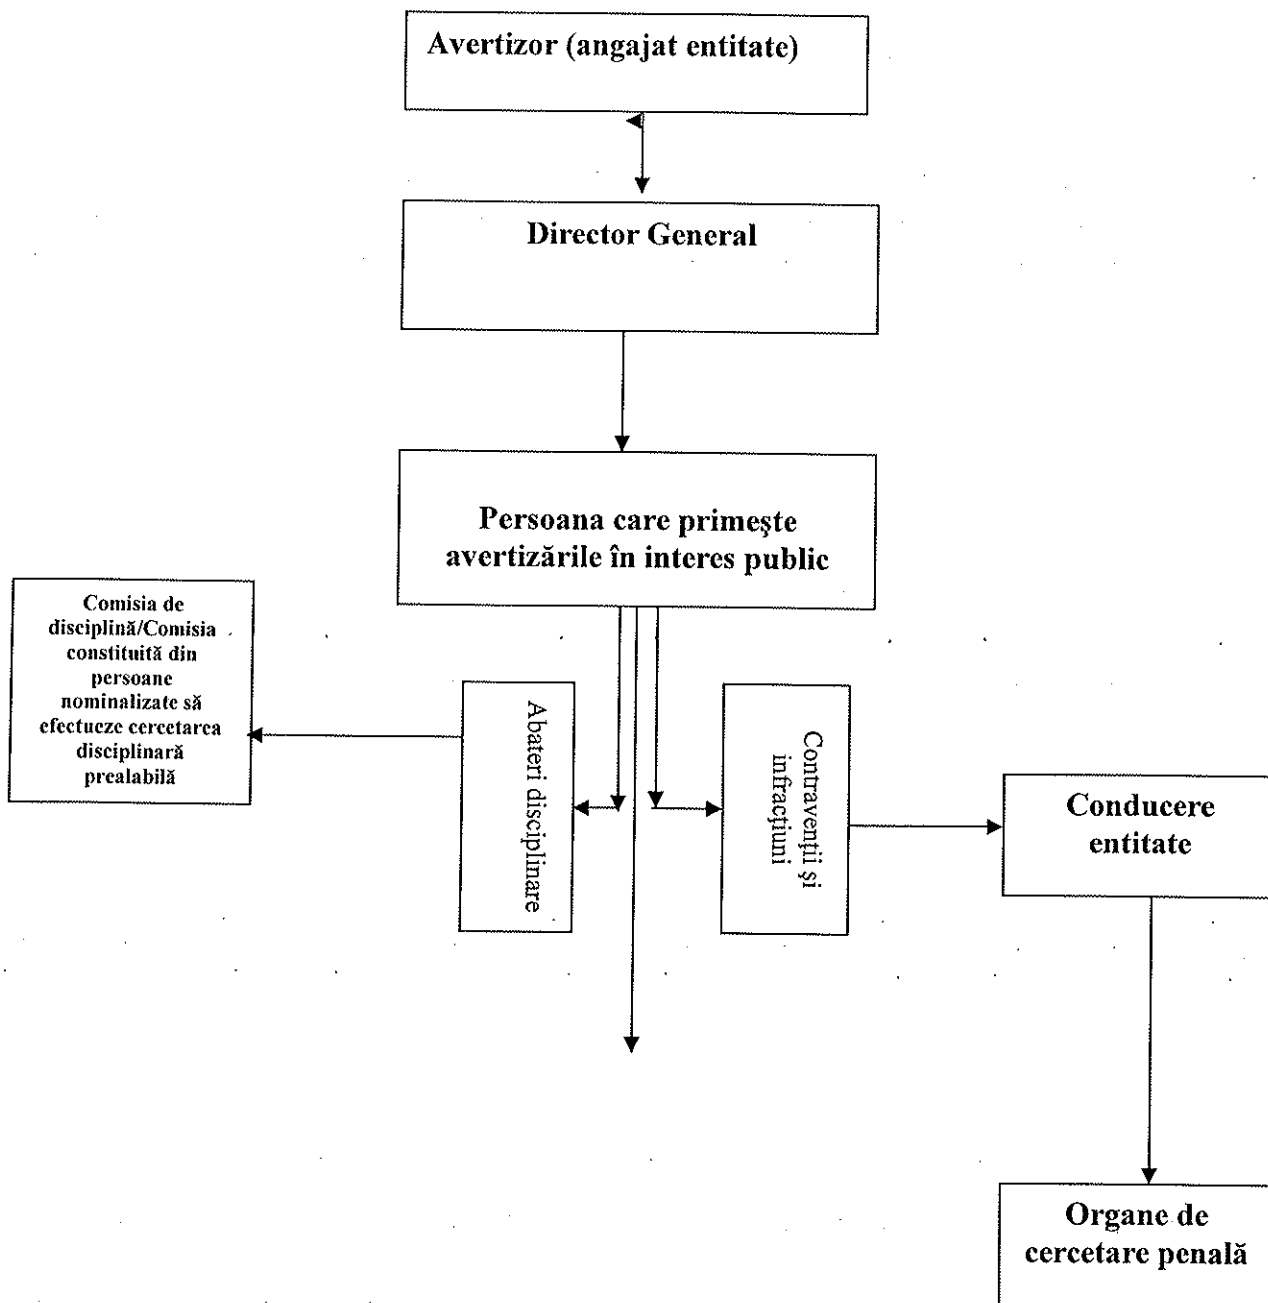 Avertizor (angajat entitate)
Director General
Persoana care primeşte
avertizările în interes public
Comisia de
disciplină/Comisia
constituită din
persoane
nominalizate să
efectueze cercetarea
disciplinară
prealabilă
Abateri disciplinare
Contravenţii şi
infracţiuni
Conducere
entitate
Organe de
cercetare penală